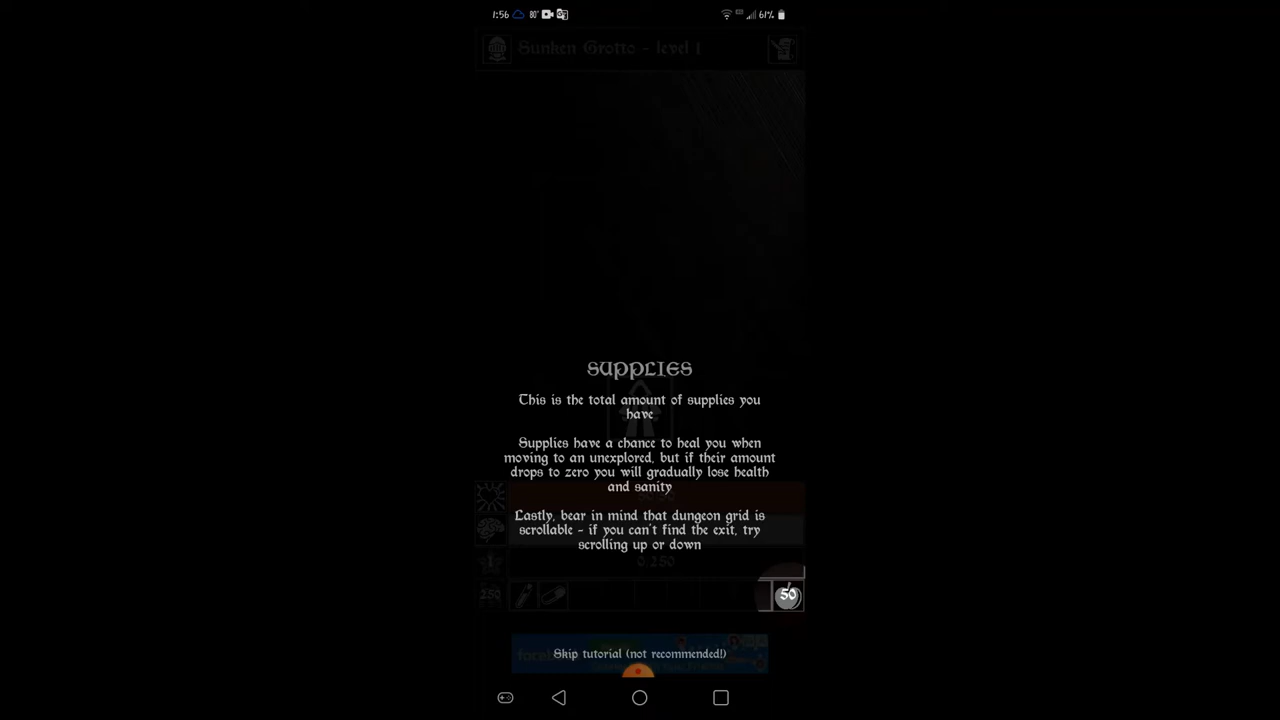 1:56 80° 61%
Sunken Grotto - level 1
SUPPLIES
This is the total amount of supplies you
have
Supplies have a chance to heal you when
moving to an unexplored, but if their amount
drops to zero you will gradually lose health
and sanity
Lastly, bear in mind that dungeon grid is
scrollable - if you can't find the exit, try
scrolling up or down
0/250
250 50
Skip tutorial (not recommended!)